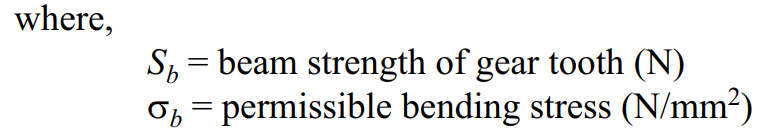 where,
S_b = beam strength of gear tooth (N)
σ_b = permissible bending stress (N/mm²)